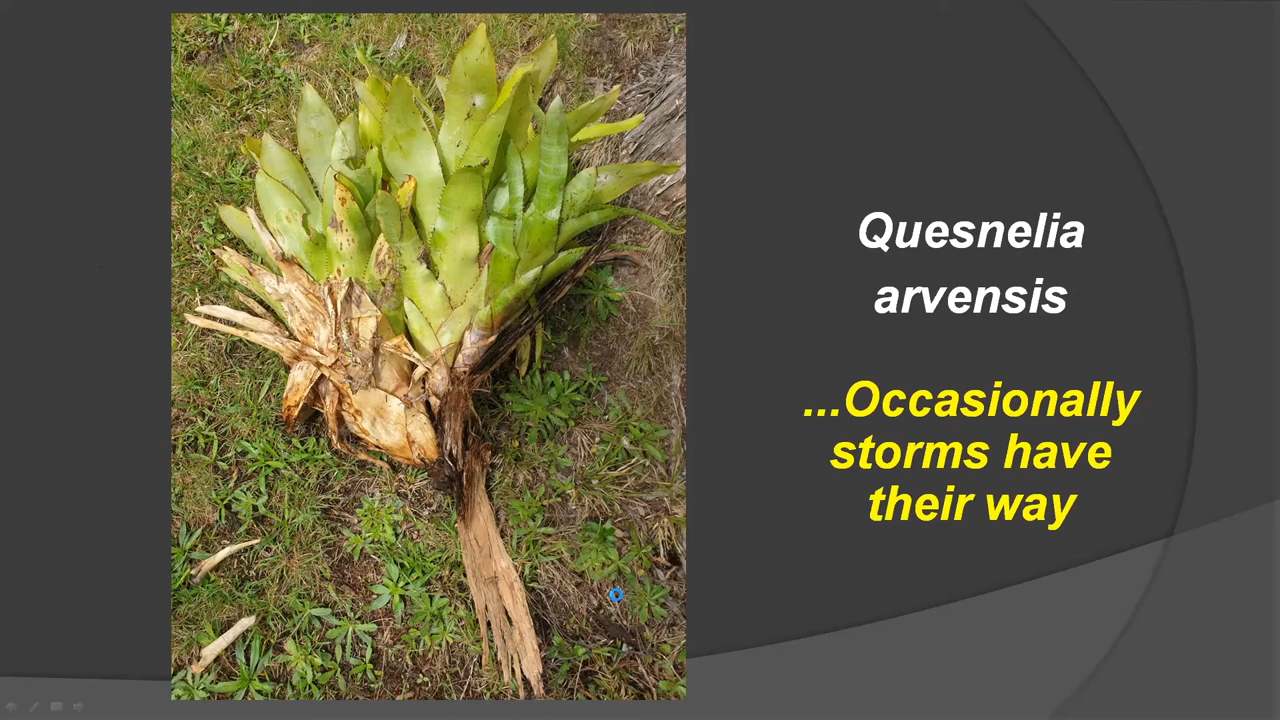 Quesnelia
arvensis
...Occasionally
storms have
their way